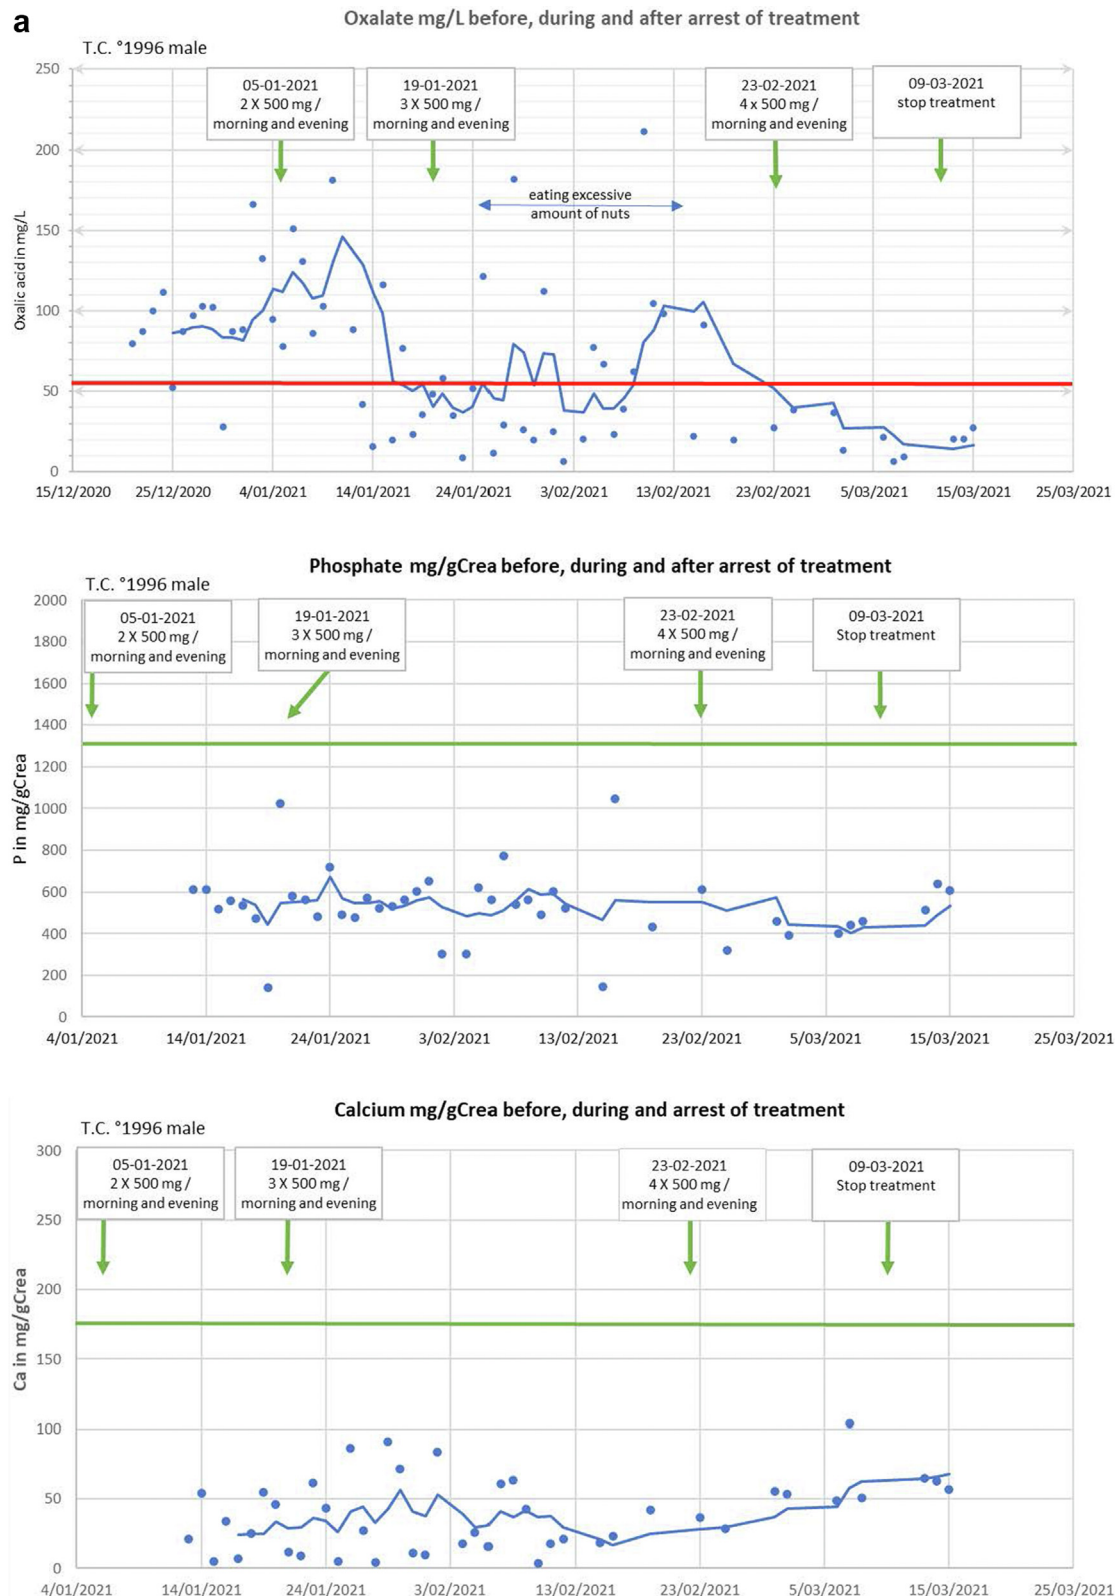 a
Oxalate mg/L before, during and after arrest of treatment
T.C. °1996 male
05-01-2021
2 X 500 mg /
morning and evening
19-01-2021
3 X 500 mg /
morning and evening
23-02-2021
4 x 500 mg /
morning and evening
09-03-2021
stop treatment
eating excessive
amount of nuts
Oxalic acid in mg/L
250
200
150
100
50
0
15/12/2020 25/12/2020 4/01/2021 14/01/2021 24/01/2021 3/02/2021 13/02/2021 23/02/2021 5/03/2021 15/03/2021 25/03/2021
Phosphate mg/gCrea before, during and after arrest of treatment
T.C. °1996 male
05-01-2021
2 X 500 mg /
morning and evening
19-01-2021
3 X 500 mg /
morning and evening
23-02-2021
4 X 500 mg /
morning and evening
09-03-2021
Stop treatment
P in mg/gCrea
2000
1800
1600
1400
1200
1000
800
600
400
200
0
4/01/2021 14/01/2021 24/01/2021 3/02/2021 13/02/2021 23/02/2021 5/03/2021 15/03/2021 25/03/2021
Calcium mg/gCrea before, during and arrest of treatment
T.C. °1996 male
05-01-2021
2 X 500 mg /
morning and evening
19-01-2021
3 X 500 mg /
morning and evening
23-02-2021
4 X 500 mg /
morning and evening
09-03-2021
Stop treatment
Ca in mg/gCrea
300
250
200
150
100
50
0
4/01/2021 14/01/2021 24/01/2021 3/02/2021 13/02/2021 23/02/2021 5/03/2021 15/03/2021 25/03/2021